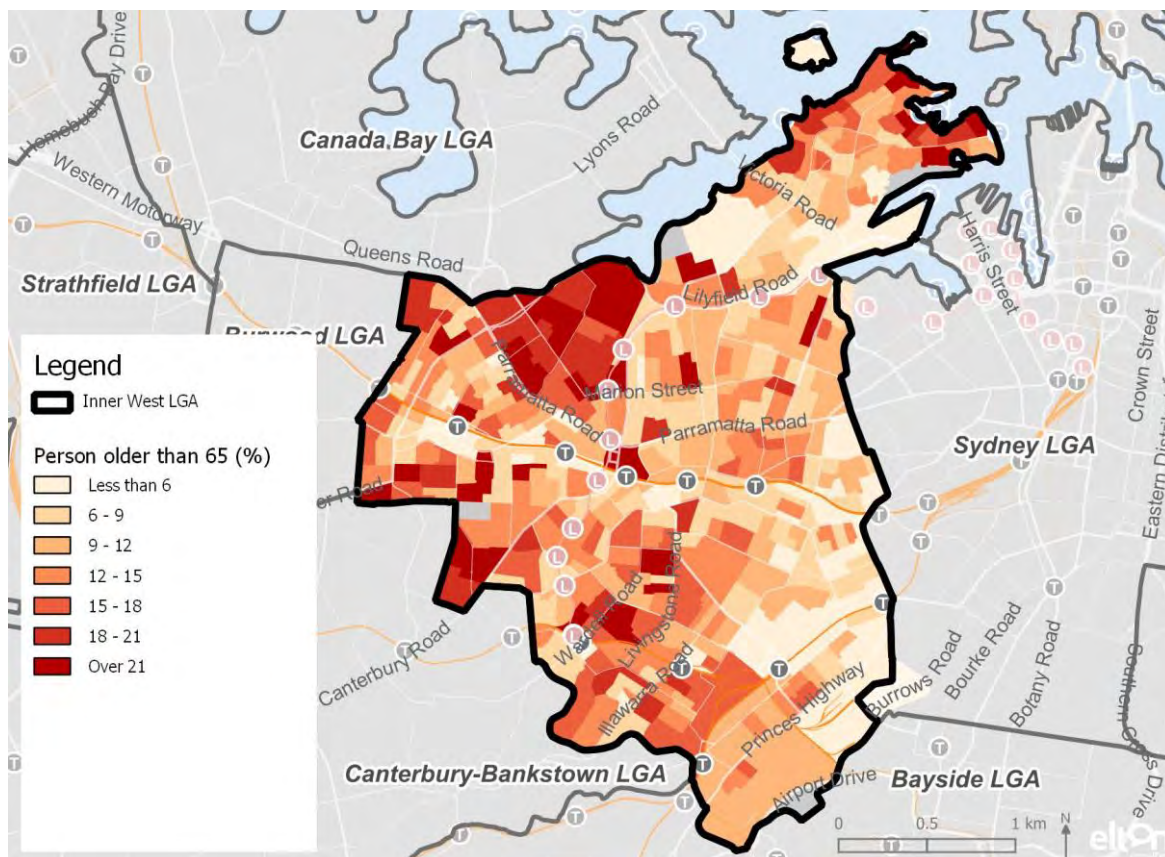 Homebush Bay Drive
Canada Bay LGA
Lyons Road
Western Motorway
Victoria Road
Queens Road
Harris Street
Strathfield LGA
Lilyfield Road
Burwood LGA
Crown Street
Legend
Inner West LGA
Parramatta Road
Marion Street
Parramatta Road
Sydney LGA
Person older than 65 (%)
Less than 6
6 - 9
9 - 12
12 - 15
15 - 18
18 - 21
Over 21
er Road
Eastern Distri
Livingstone Road
Wardell Road
Canterbury Road
Illawarra Road
Princes Highway
Burrows Road
Bourke Road
Botany Road
Southern Cross Drive
Canterbury-Bankstown LGA
Airport Drive
Bayside LGA
0 0.5 1 km
N
elton
T
L